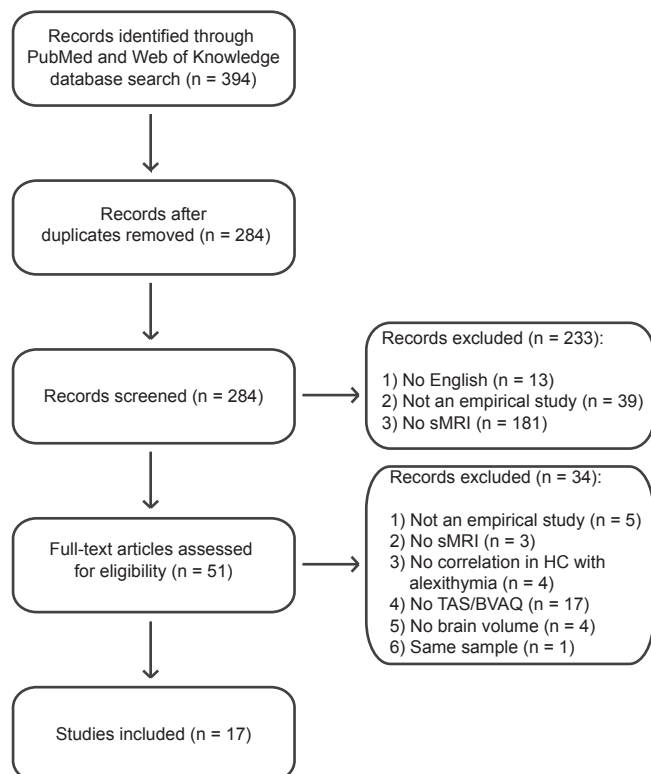 Records identified through
PubMed and Web of Knowledge
database search (n = 394)
Records after
duplicates removed (n = 284)
Records screened (n = 284)
Records excluded (n = 233):
1) No English (n = 13)
2) Not an empirical study (n = 39)
3) No sMRI (n = 181)
Full-text articles assessed
for eligibility (n = 51)
Records excluded (n = 34):
1) Not an empirical study (n = 5)
2) No sMRI (n = 3)
3) No correlation in HC with
alexithymia (n = 4)
4) No TAS/BVAQ (n = 17)
5) No brain volume (n = 4)
6) Same sample (n = 1)
Studies included (n = 17)